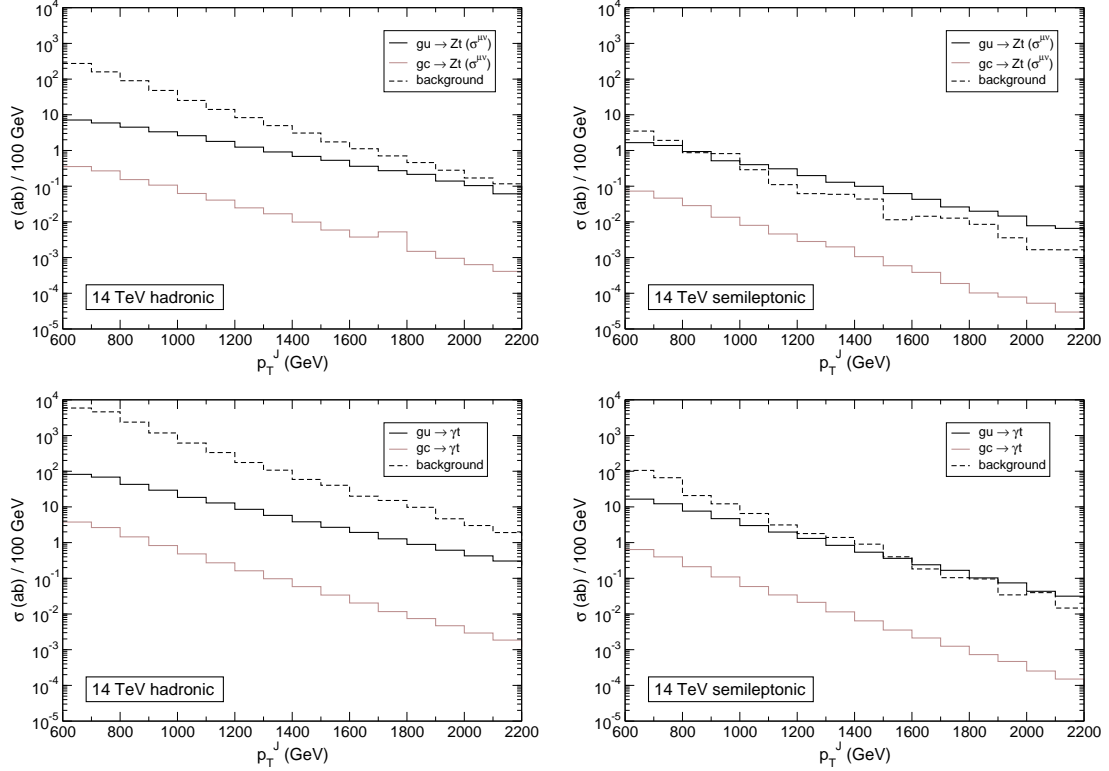 10^4
10^3
10^2
10
1
10^-1
10^-2
10^-3
10^-4
10^-5
σ (ab) / 100 GeV
gu → Zt (σ^μν)
gc → Zt (σ^μν)
background
14 TeV hadronic
600 800 1000 1200 1400 1600 1800 2000 2200
p_T^J (GeV)
10^4
10^3
10^2
10
1
10^-1
10^-2
10^-3
10^-4
10^-5
σ (ab) / 100 GeV
gu → Zt (σ^μν)
gc → Zt (σ^μν)
background
14 TeV semileptonic
600 800 1000 1200 1400 1600 1800 2000 2200
p_T^J (GeV)
10^4
10^3
10^2
10
1
10^-1
10^-2
10^-3
10^-4
10^-5
σ (ab) / 100 GeV
gu → γt
gc → γt
background
14 TeV hadronic
600 800 1000 1200 1400 1600 1800 2000 2200
p_T^J (GeV)
10^4
10^3
10^2
10
1
10^-1
10^-2
10^-3
10^-4
10^-5
σ (ab) / 100 GeV
gu → γt
gc → γt
background
14 TeV semileptonic
600 800 1000 1200 1400 1600 1800 2000 2200
p_T^J (GeV)